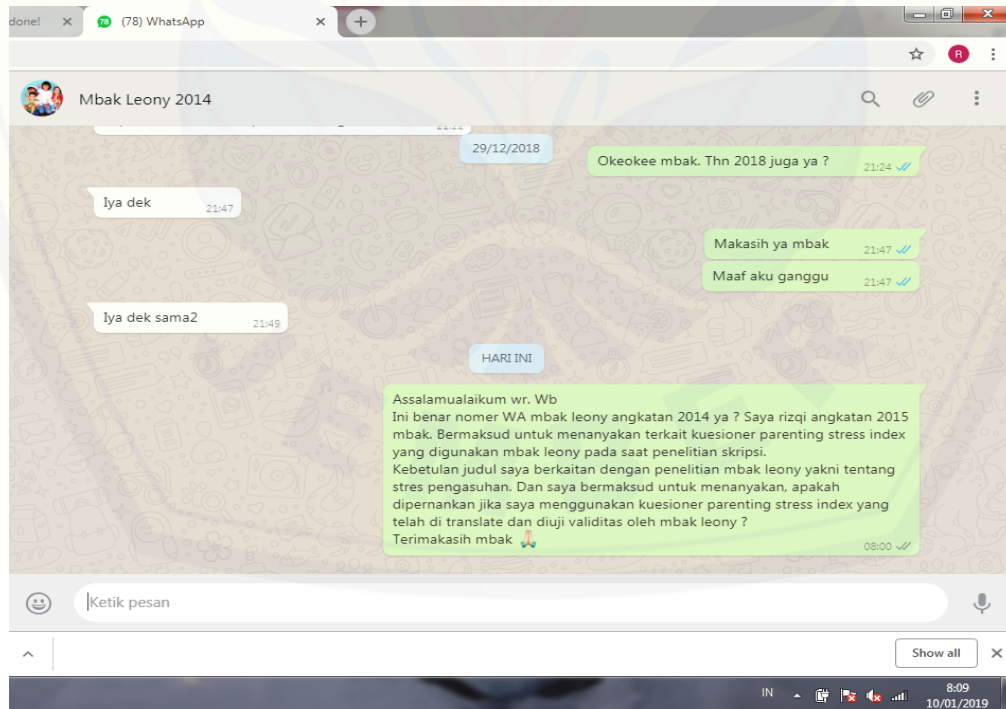 done!
(78) WhatsApp
R
Mbak Leony 2014
29/12/2018
Okeokee mbak. Thn 2018 juga ya ?
21:24
Iya dek
21:47
Makasih ya mbak
21:47
Maaf aku ganggu
21:47
Iya dek sama2
21:49
HARI INI
Assalamualaikum wr. Wb
Ini benar nomer WA mbak leony angkatan 2014 ya ? Saya rizqi angkatan 2015
mbak. Bermaksud untuk menanyakan terkait kuesioner parenting stress index
yang digunakan mbak leony pada saat penelitian skripsi.
Kebetulan judul saya berkaitan dengan penelitian mbak leony yakni tentang
stres pengasuhan. Dan saya bermaksud untuk menanyakan, apakah
dipernankan jika saya menggunakan kuesioner parenting stress index yang
telah di translate dan diuji validitas oleh mbak leony ?
Terimakasih mbak 🙏
08:00
Ketik pesan
Show all
IN
8:09
10/01/2019